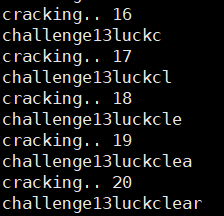 cracking.. 16
challenge13luckc
cracking.. 17
challenge13luckcl
cracking.. 18
challenge13luckcle
cracking.. 19
challenge13luckclea
cracking.. 20
challenge13luckclear